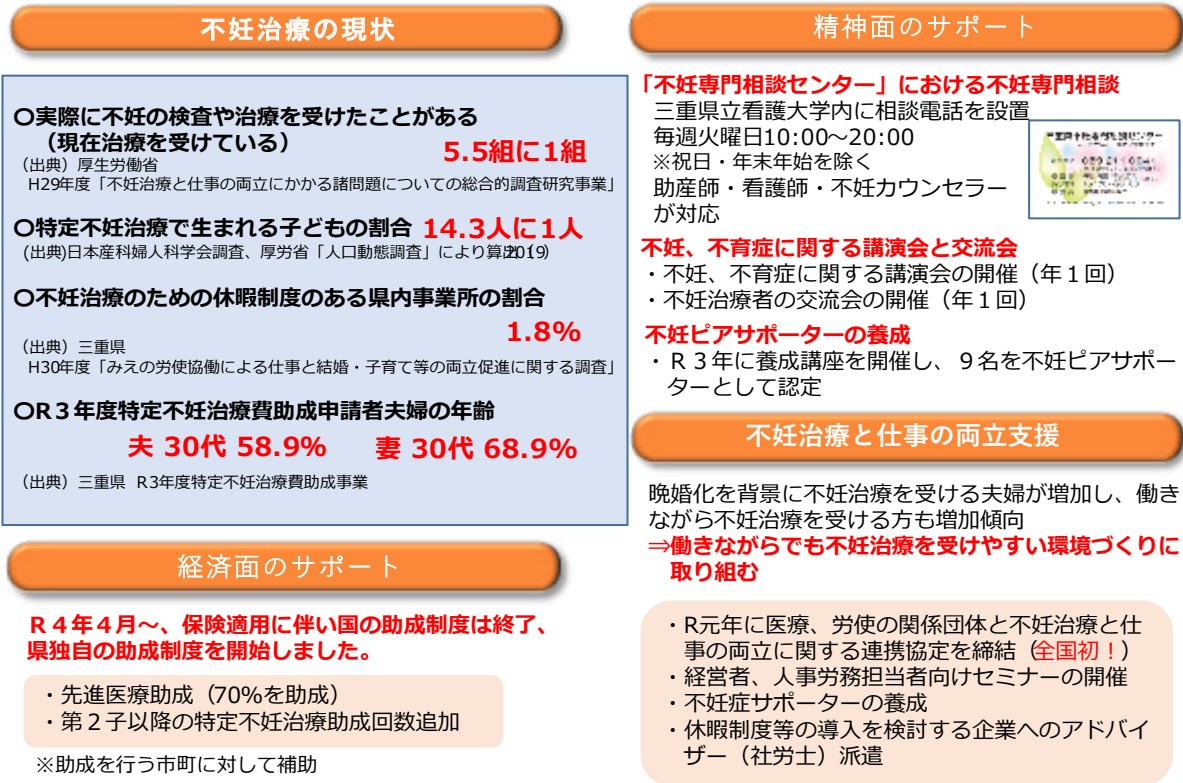 不妊治療の現状
〇実際に不妊の検査や治療を受けたことがある
（現在治療を受けている）
5.5組に1組
（出典）厚生労働省
H29年度「不妊治療と仕事の両立にかかる諸問題についての総合的調査研究事業」
〇特定不妊治療で生まれる子どもの割合 14.3人に1人
(出典)日本産科婦人科学会調査、厚労省「人口動態調査」により算出（2019）
〇不妊治療のための休暇制度のある県内事業所の割合
1.8%
（出典）三重県
H30年度「みえの労使協働による仕事と結婚・子育て等の両立促進に関する調査」
〇R３年度特定不妊治療費助成申請者夫婦の年齢
夫 30代 58.9% 妻 30代 68.9%
（出典）三重県 R3年度特定不妊治療費助成事業
経済面のサポート
Ｒ４年４月～、保険適用に伴い国の助成制度は終了、
県独自の助成制度を開始しました。
・先進医療助成（70%を助成）
・第２子以降の特定不妊治療助成回数追加
※助成を行う市町に対して補助
精神面のサポート
「不妊専門相談センター」における不妊専門相談
三重県立看護大学内に相談電話を設置
毎週火曜日10:00～20:00
※祝日・年末年始を除く
助産師・看護師・不妊カウンセラー
が対応
三重県不妊専門相談センター
不妊、不育症に関する講演会と交流会
・不妊、不育症に関する講演会の開催（年１回）
・不妊治療者の交流会の開催（年１回）
不妊ピアサポーターの養成
・Ｒ３年に養成講座を開催し、９名を不妊ピアサポー
ターとして認定
不妊治療と仕事の両立支援
晩婚化を背景に不妊治療を受ける夫婦が増加し、働き
ながら不妊治療を受ける方も増加傾向
⇒働きながらでも不妊治療を受けやすい環境づくりに
取り組む
・R元年に医療、労使の関係団体と不妊治療と仕
事の両立に関する連携協定を締結（全国初！）
・経営者、人事労務担当者向けセミナーの開催
・不妊症サポーターの養成
・休暇制度等の導入を検討する企業へのアドバイ
ザー（社労士）派遣